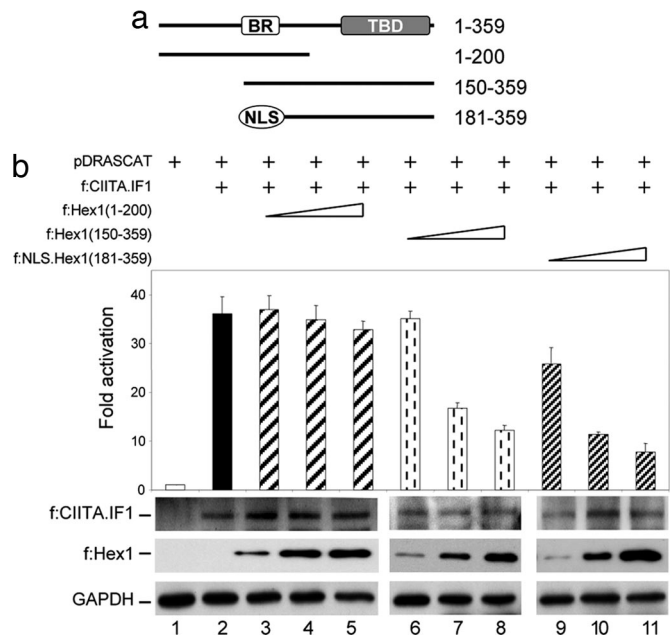 a
BR TBD 1-359
1-200
150-359
NLS 181-359
b
pDRASCAT + + + + + + + + + + +
f:CIITA.IF1 + + + + + + + + + +
f:Hex1(1-200)
f:Hex1(150-359)
f:NLS.Hex1(181-359)
Fold activation
40
30
20
10
0
f:CIITA.IF1
f:Hex1
GAPDH
1 2 3 4 5 6 7 8 9 10 11